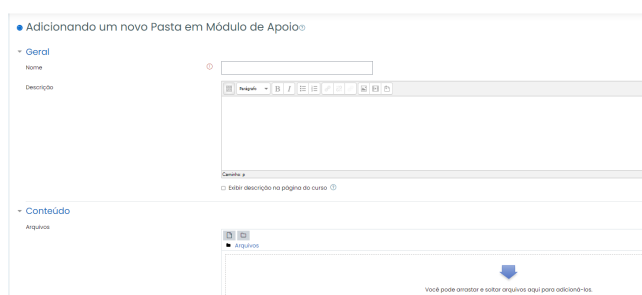 Adicionando um novo Pasta em Módulo de Apoio
Geral
Nome
Descrição
Parágrafo
B I
Caminho: p
Exibir descrição na página do curso
Conteúdo
Arquivos
Arquivos
Você pode arrastar e soltar arquivos aqui para adicioná-los.